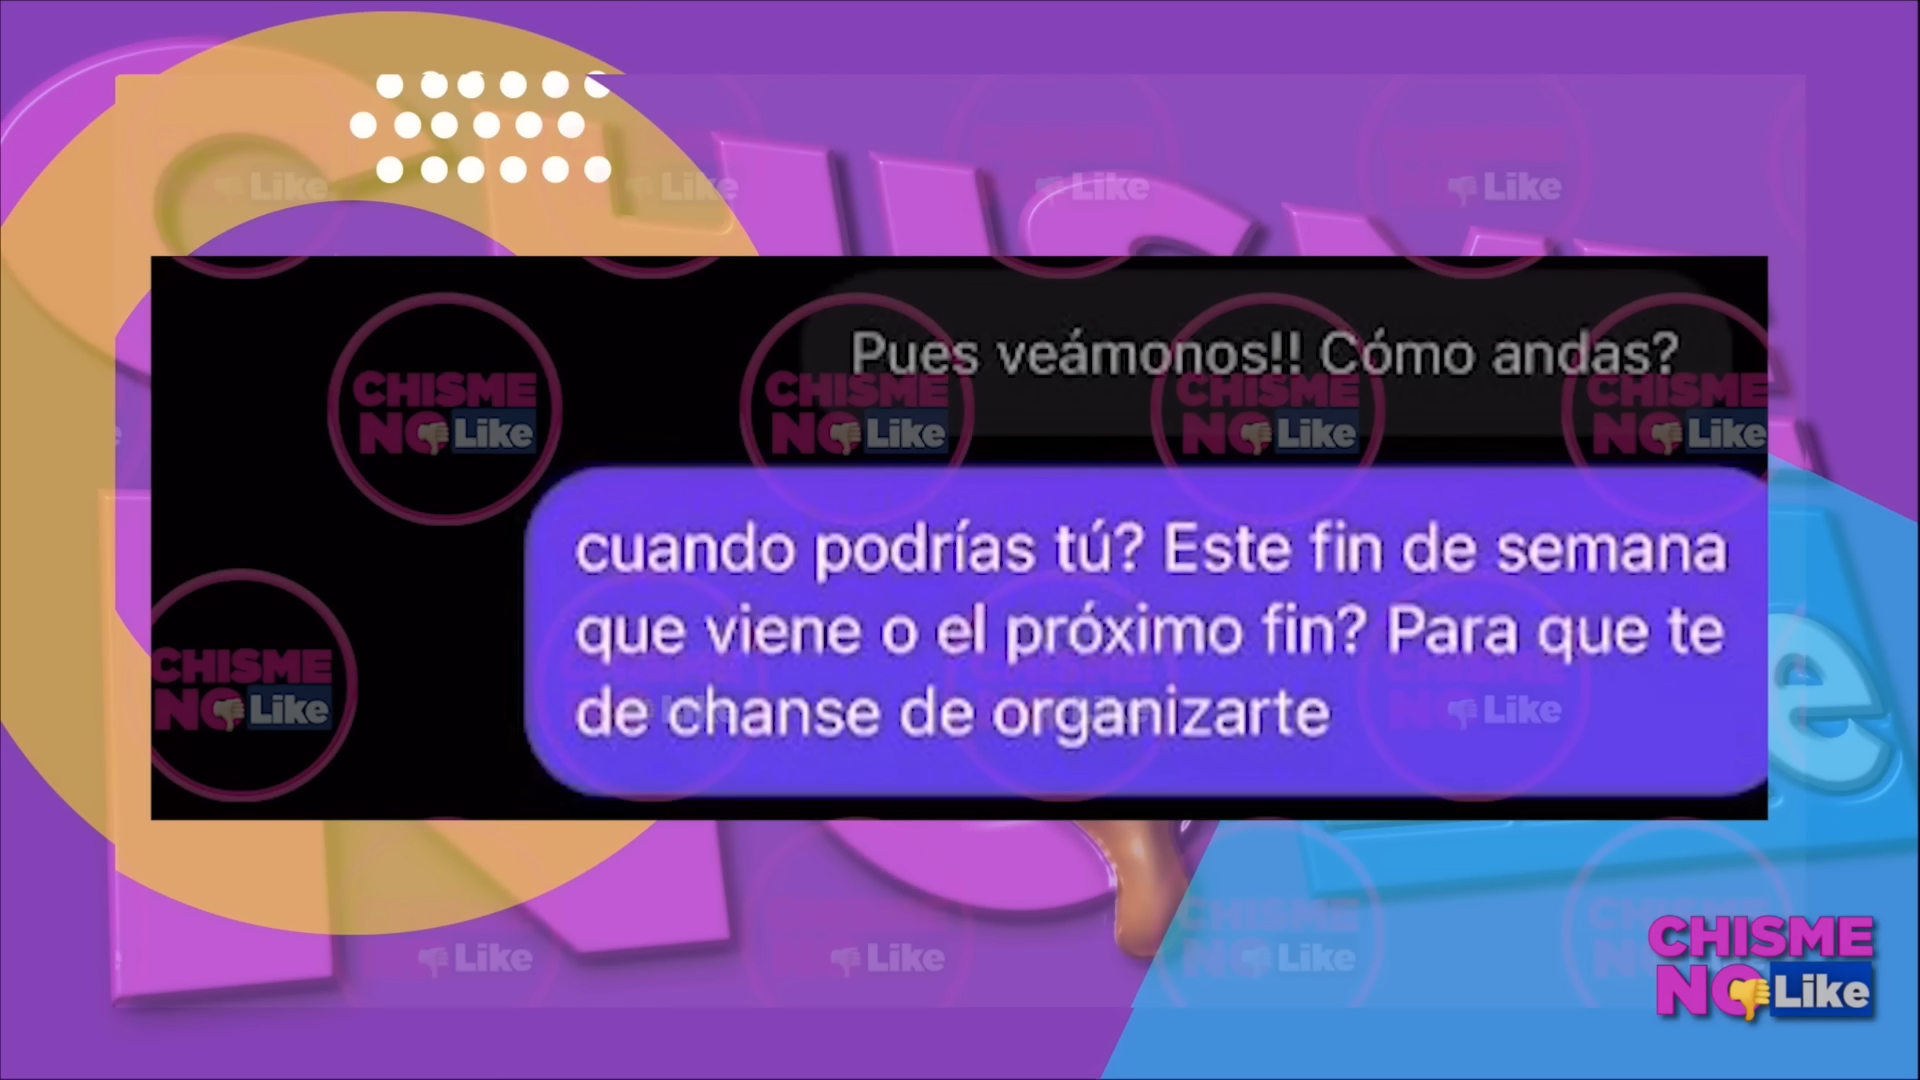 Pues veámonos!! Cómo andas?
cuando podrías tú? Este fin de semana
que viene o el próximo fin? Para que te
de chanse de organizarte
CHISME
NO Like